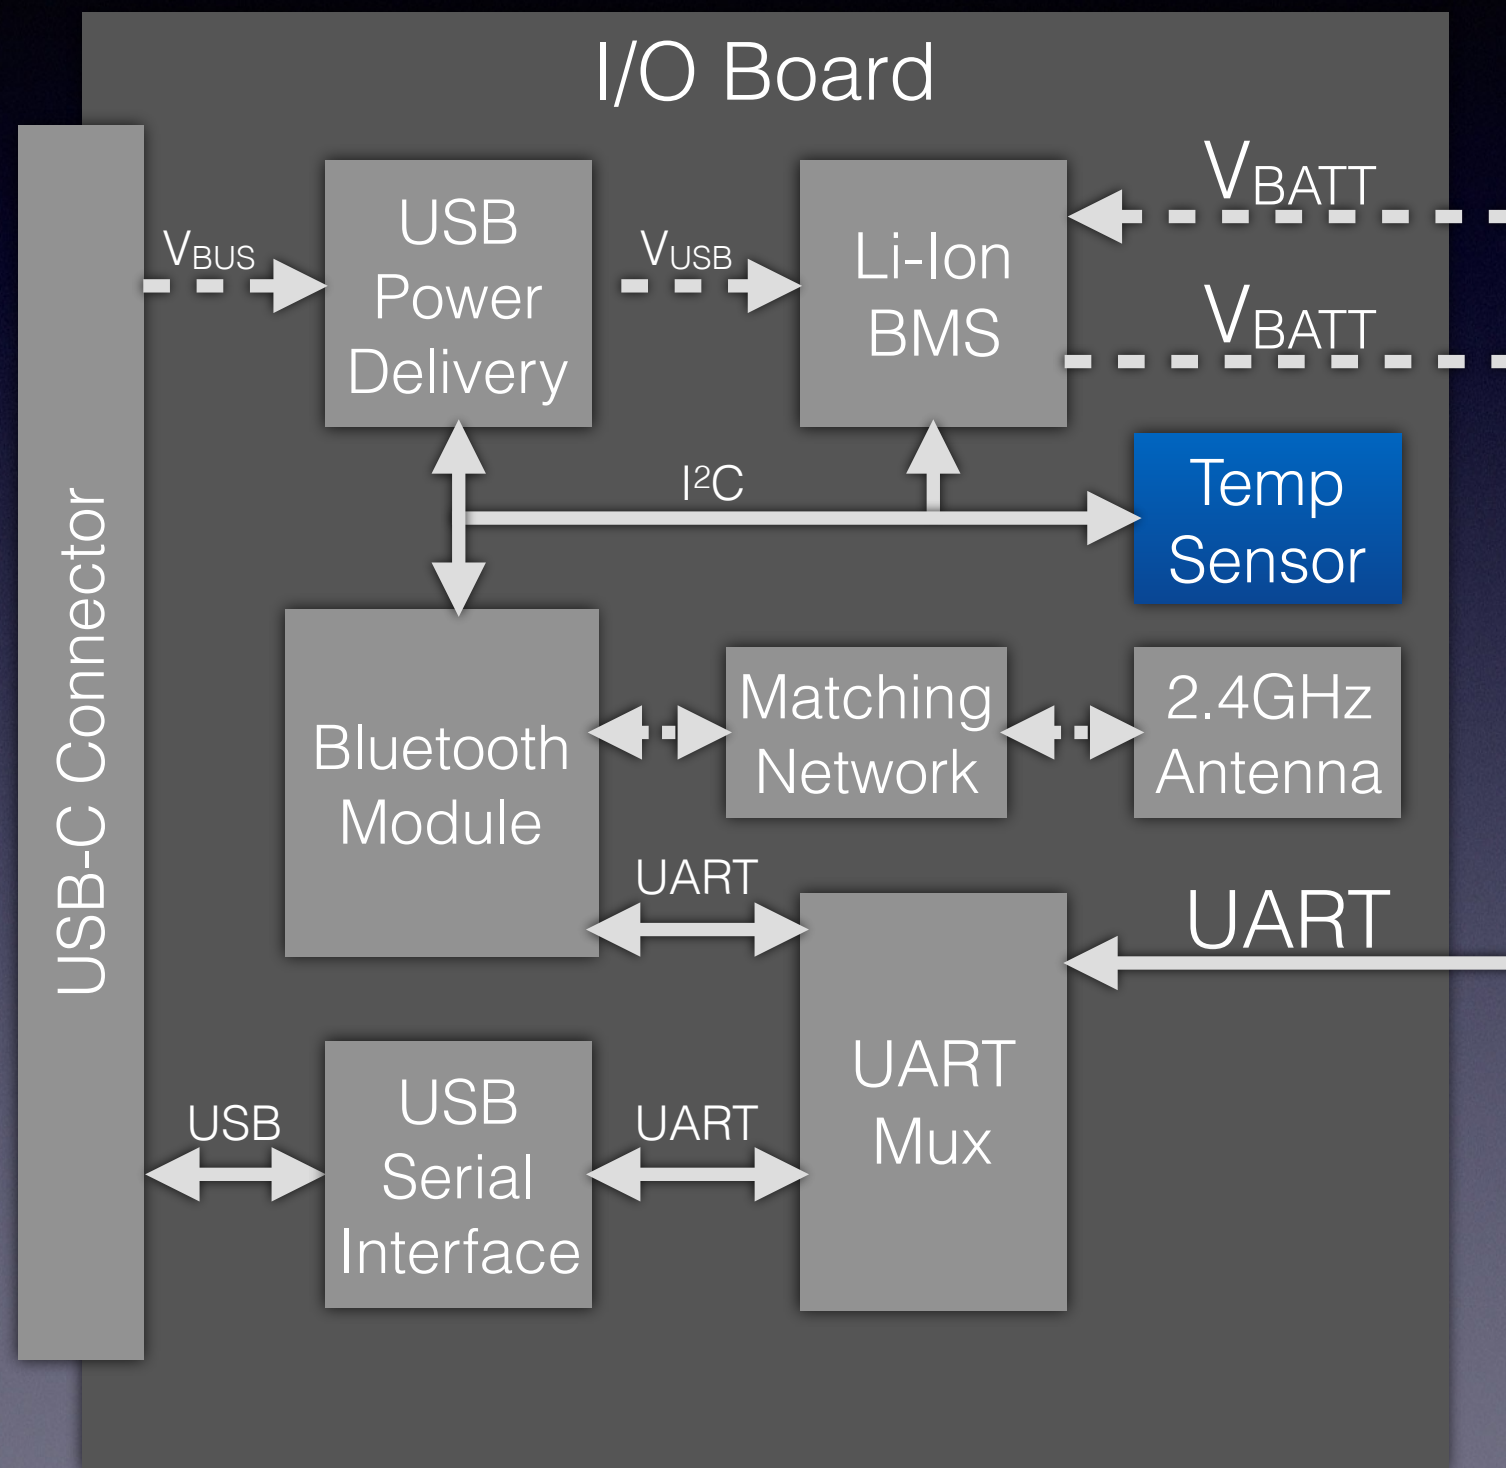 I/O Board
USB-C Connector
VBUS
USB
Power
Delivery
VUSB
Li-Ion
BMS
VBATT
VBATT
I²C
Temp
Sensor
Bluetooth
Module
Matching
Network
2.4GHz
Antenna
UART
UART
UART
Mux
USB
USB
Serial
Interface
UART